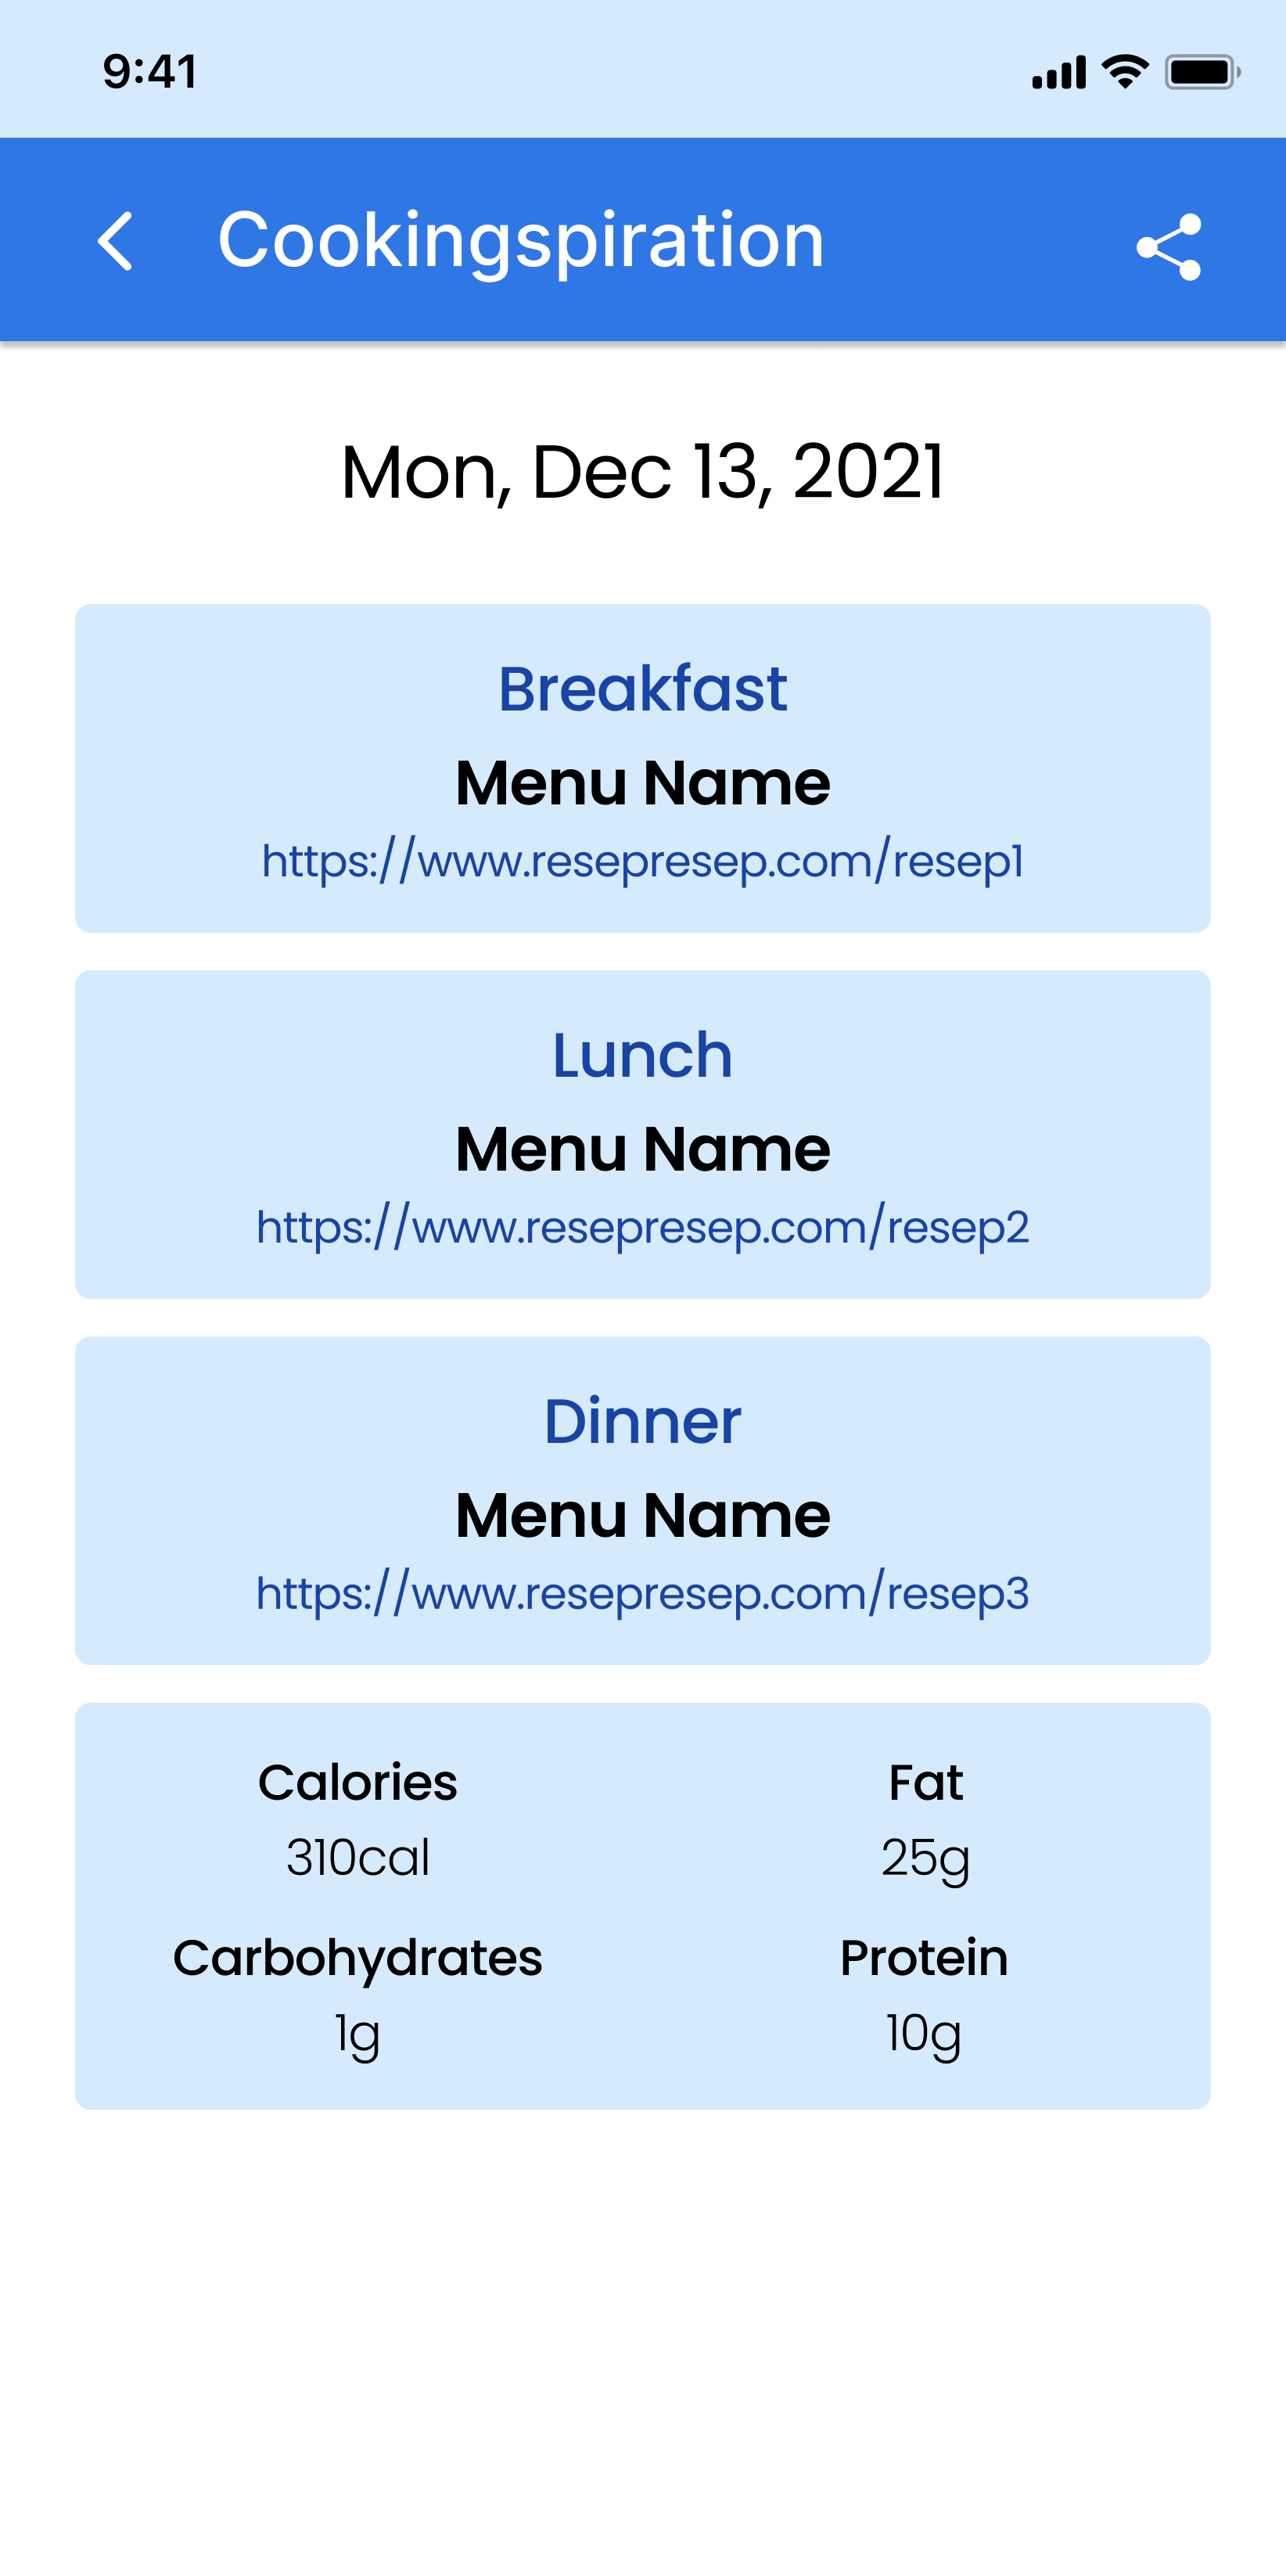 9:41
Cookingspiration
Mon, Dec 13, 2021
Breakfast
Menu Name
https://www.resepresep.com/resep1
Lunch
Menu Name
https://www.resepresep.com/resep2
Dinner
Menu Name
https://www.resepresep.com/resep3
Calories Fat
310cal 25g
Carbohydrates Protein
1g 10g